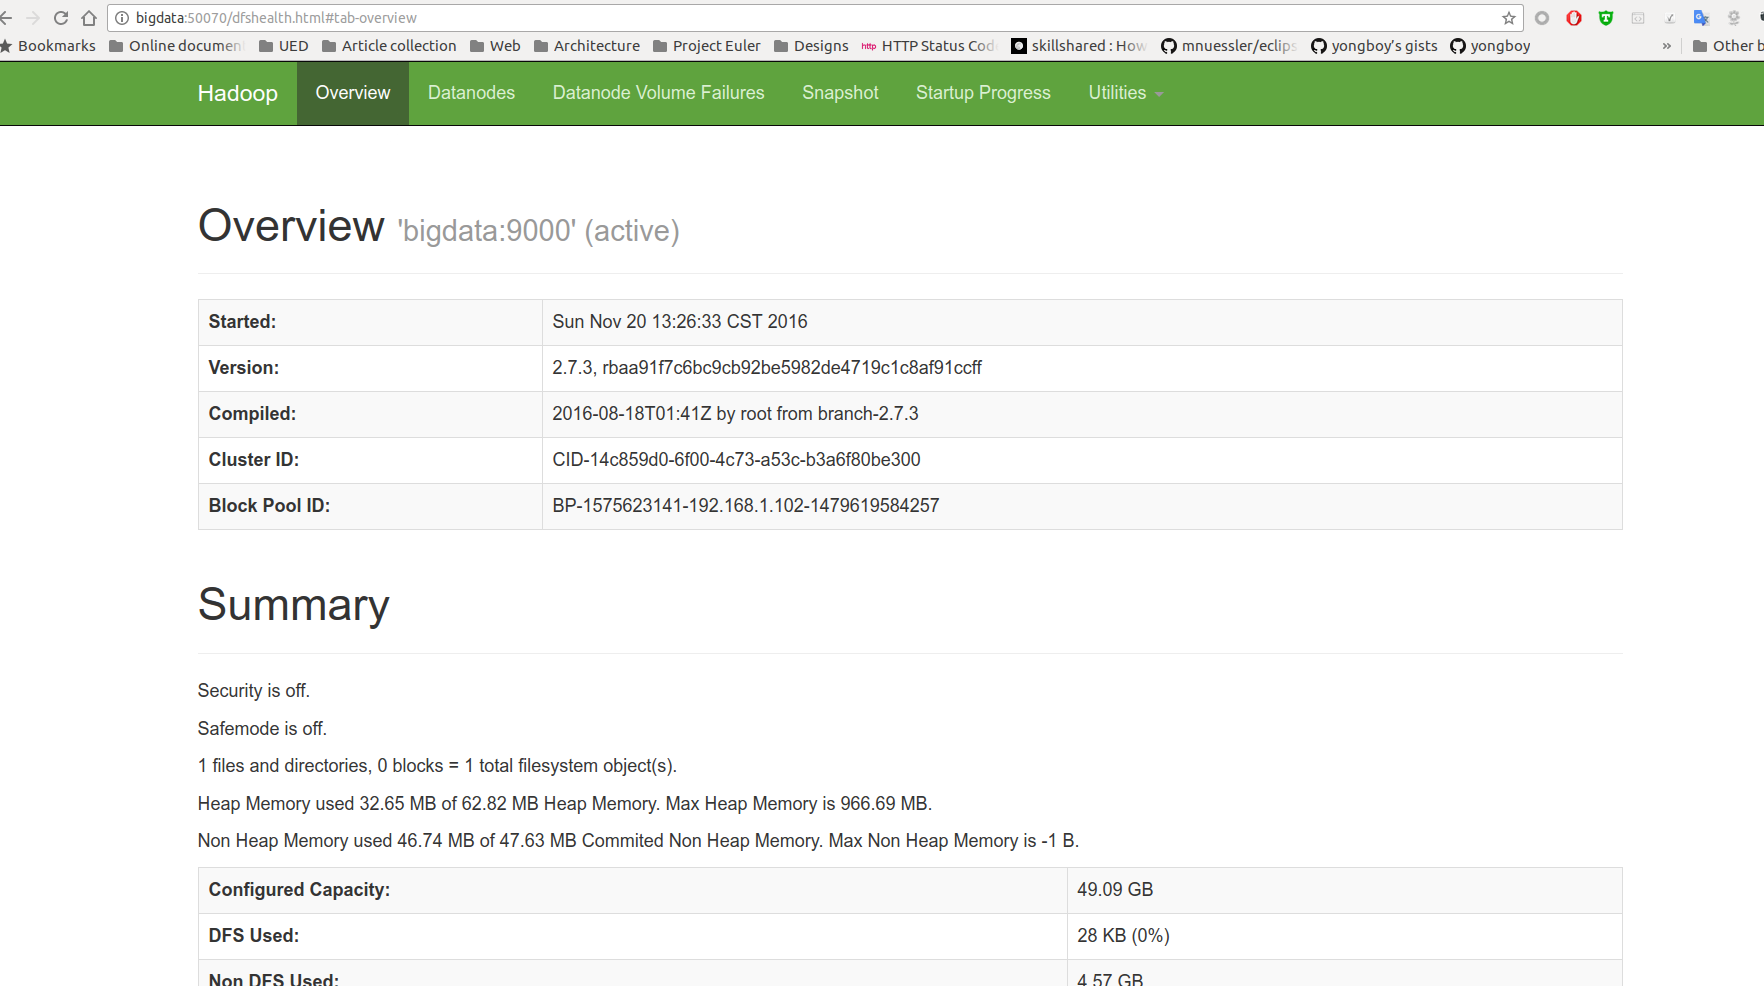 bigdata:50070/dfshealth.html#tab-overview
Bookmarks Online documen UED Article collection Web Architecture Project Euler Designs http HTTP Status Cod skillshared : How mnuessler/eclips yongboy's gists yongboy » Other b
Hadoop Overview Datanodes Datanode Volume Failures Snapshot Startup Progress Utilities
Overview 'bigdata:9000' (active)
Started: Sun Nov 20 13:26:33 CST 2016
Version: 2.7.3, rbaa91f7c6bc9cb92be5982de4719c1c8af91ccff
Compiled: 2016-08-18T01:41Z by root from branch-2.7.3
Cluster ID: CID-14c859d0-6f00-4c73-a53c-b3a6f80be300
Block Pool ID: BP-1575623141-192.168.1.102-1479619584257
Summary
Security is off.
Safemode is off.
1 files and directories, 0 blocks = 1 total filesystem object(s).
Heap Memory used 32.65 MB of 62.82 MB Heap Memory. Max Heap Memory is 966.69 MB.
Non Heap Memory used 46.74 MB of 47.63 MB Commited Non Heap Memory. Max Non Heap Memory is -1 B.
Configured Capacity: 49.09 GB
DFS Used: 28 KB (0%)
Non DFS Used: 4.57 GB